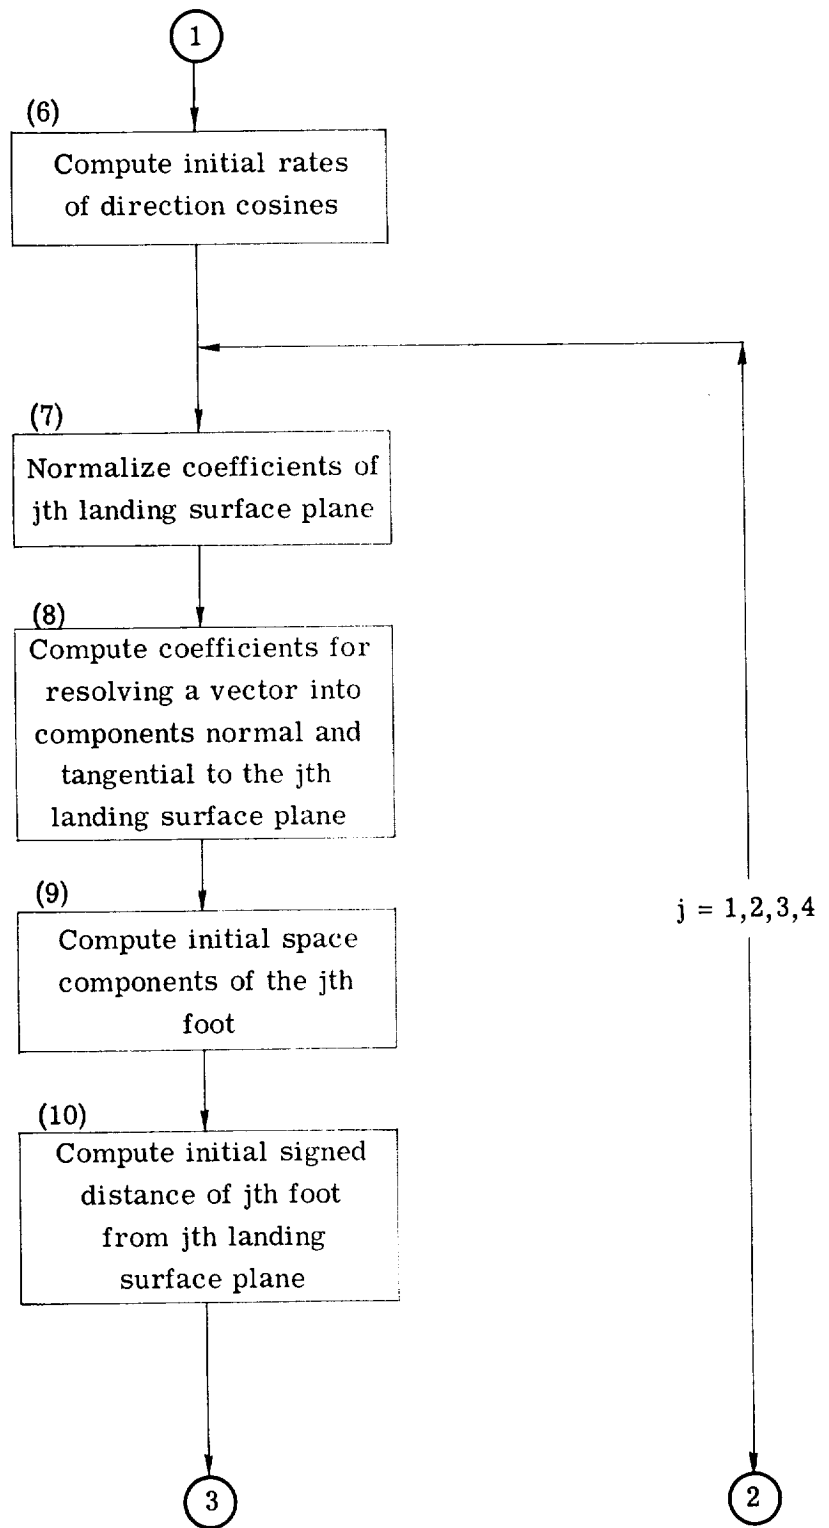 1
(6)
Compute initial rates
of direction cosines
(7)
Normalize coefficients of
jth landing surface plane
(8)
Compute coefficients for
resolving a vector into
components normal and
tangential to the jth
landing surface plane
(9)
Compute initial space
components of the jth
foot
j = 1,2,3,4
(10)
Compute initial signed
distance of jth foot
from jth landing
surface plane
3
2